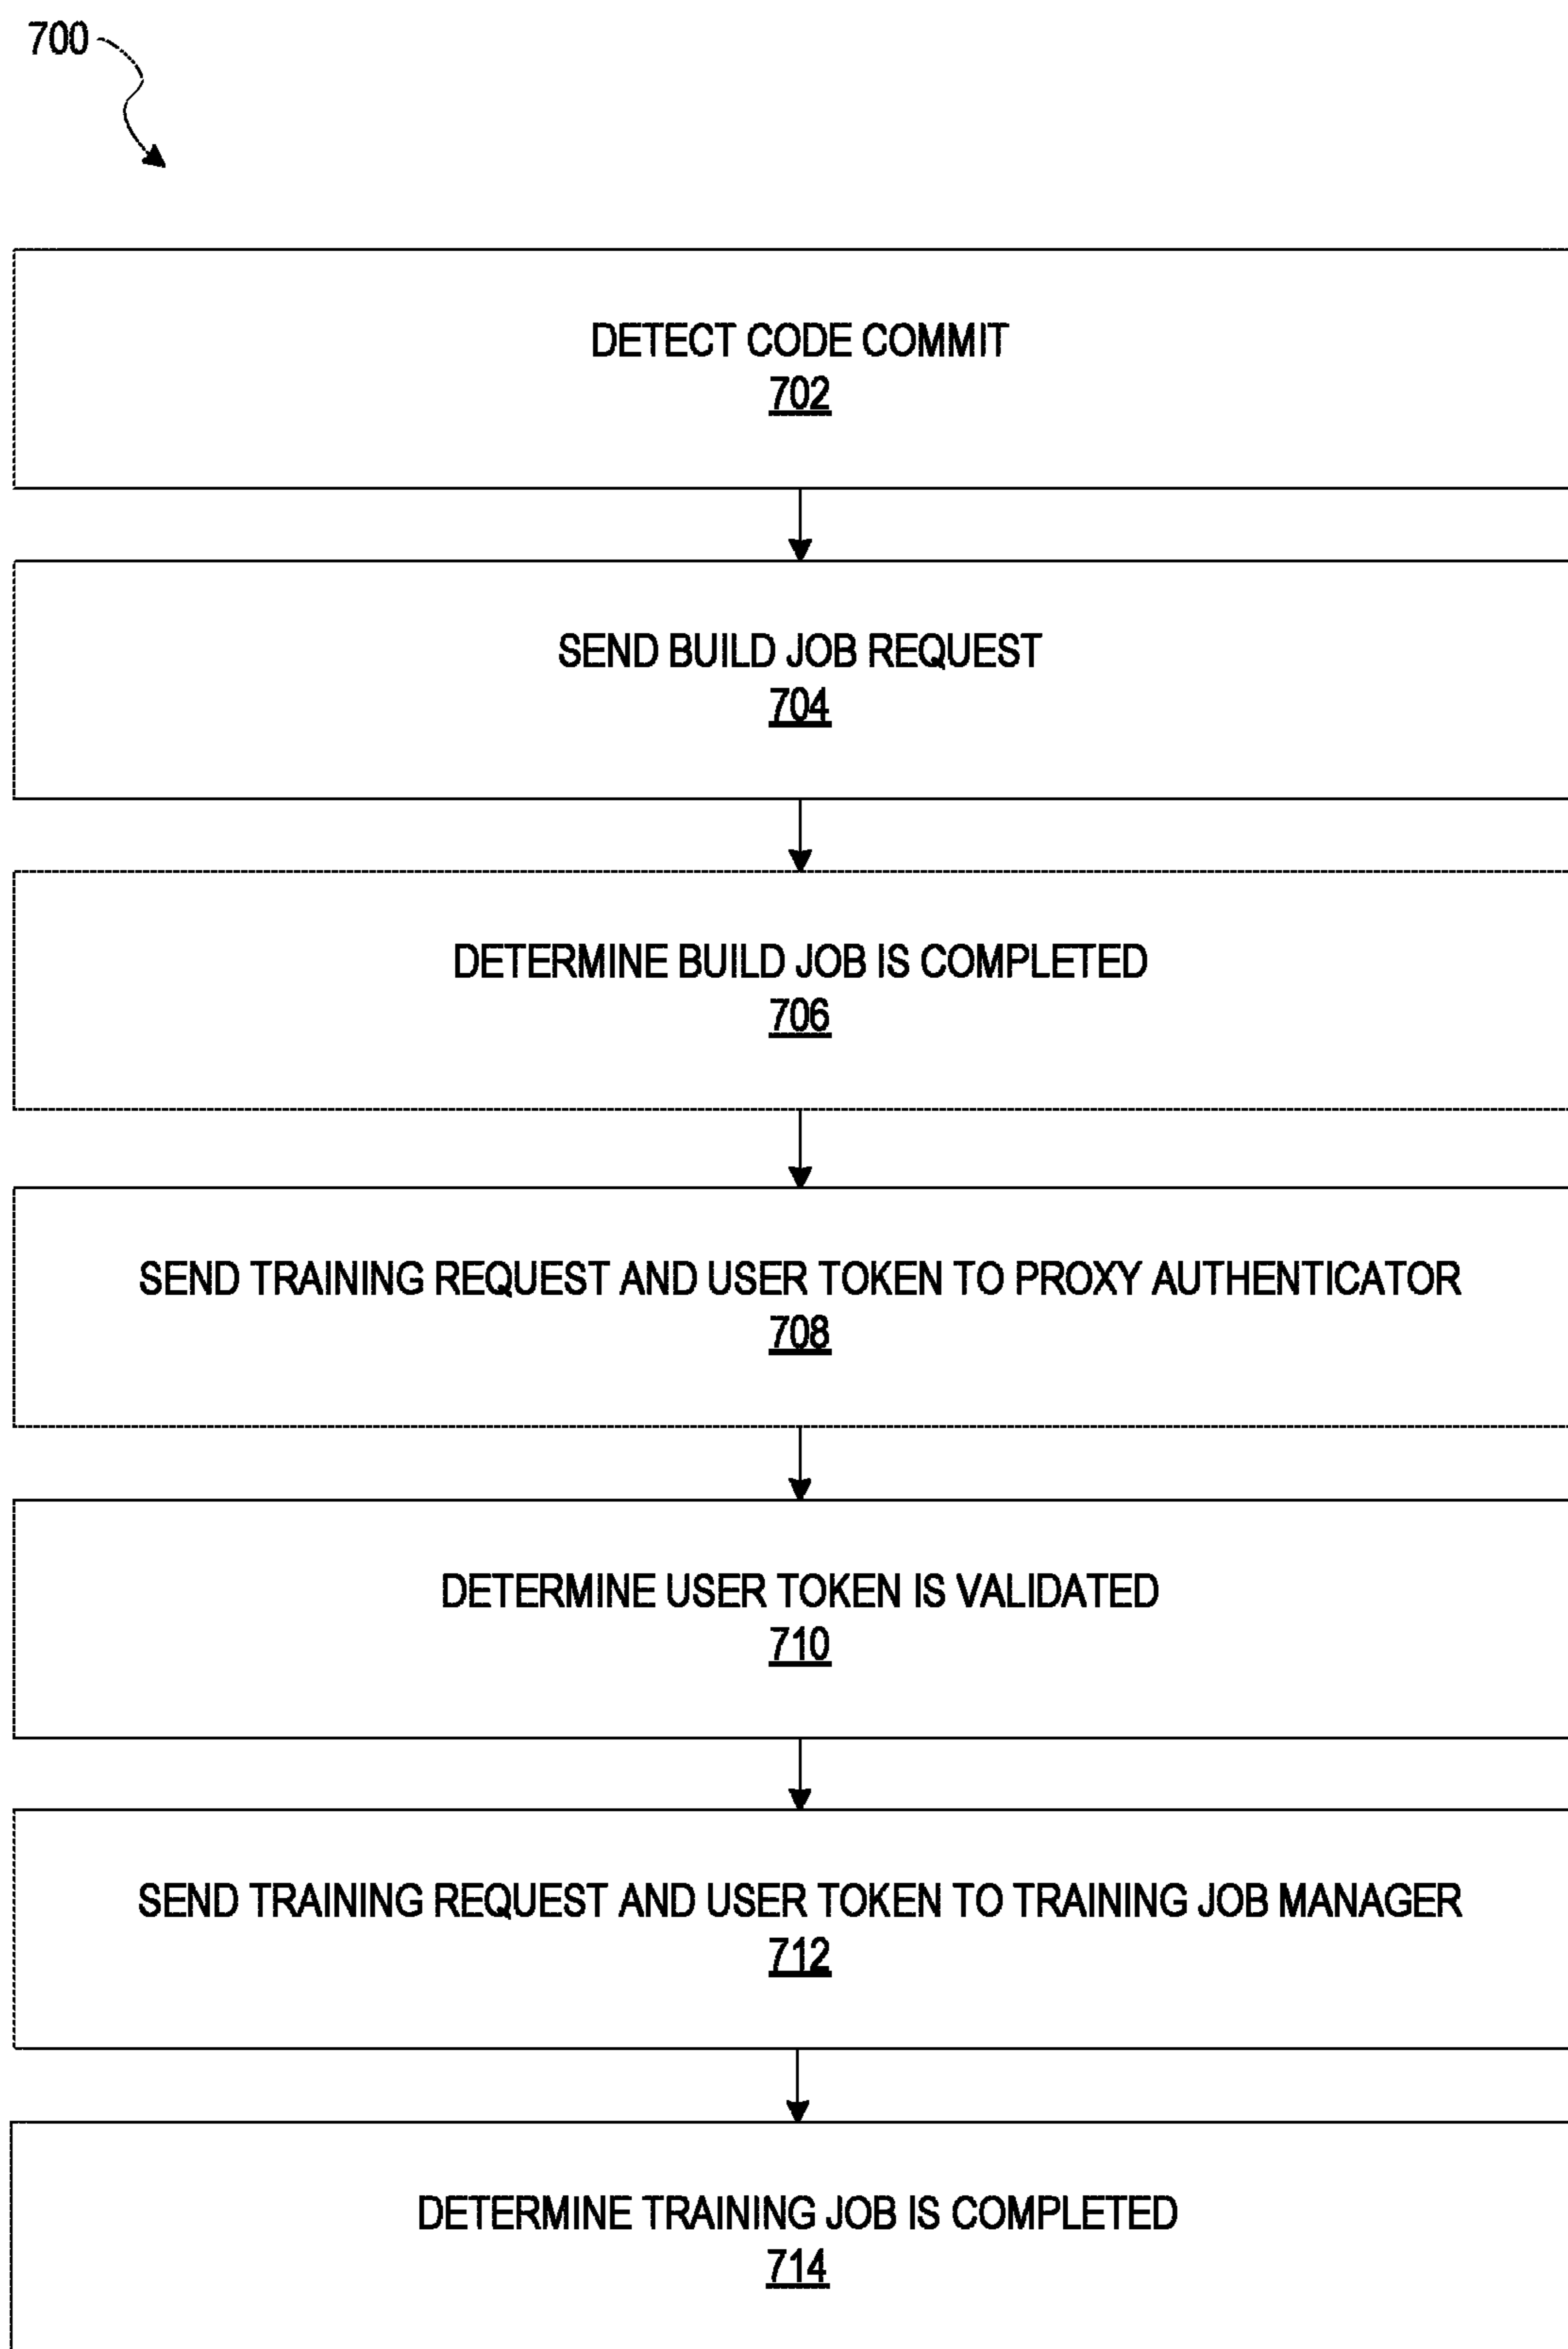 700
DETECT CODE COMMIT
702
SEND BUILD JOB REQUEST
704
DETERMINE BUILD JOB IS COMPLETED
706
SEND TRAINING REQUEST AND USER TOKEN TO PROXY AUTHENTICATOR
708
DETERMINE USER TOKEN IS VALIDATED
710
SEND TRAINING REQUEST AND USER TOKEN TO TRAINING JOB MANAGER
712
DETERMINE TRAINING JOB IS COMPLETED
714